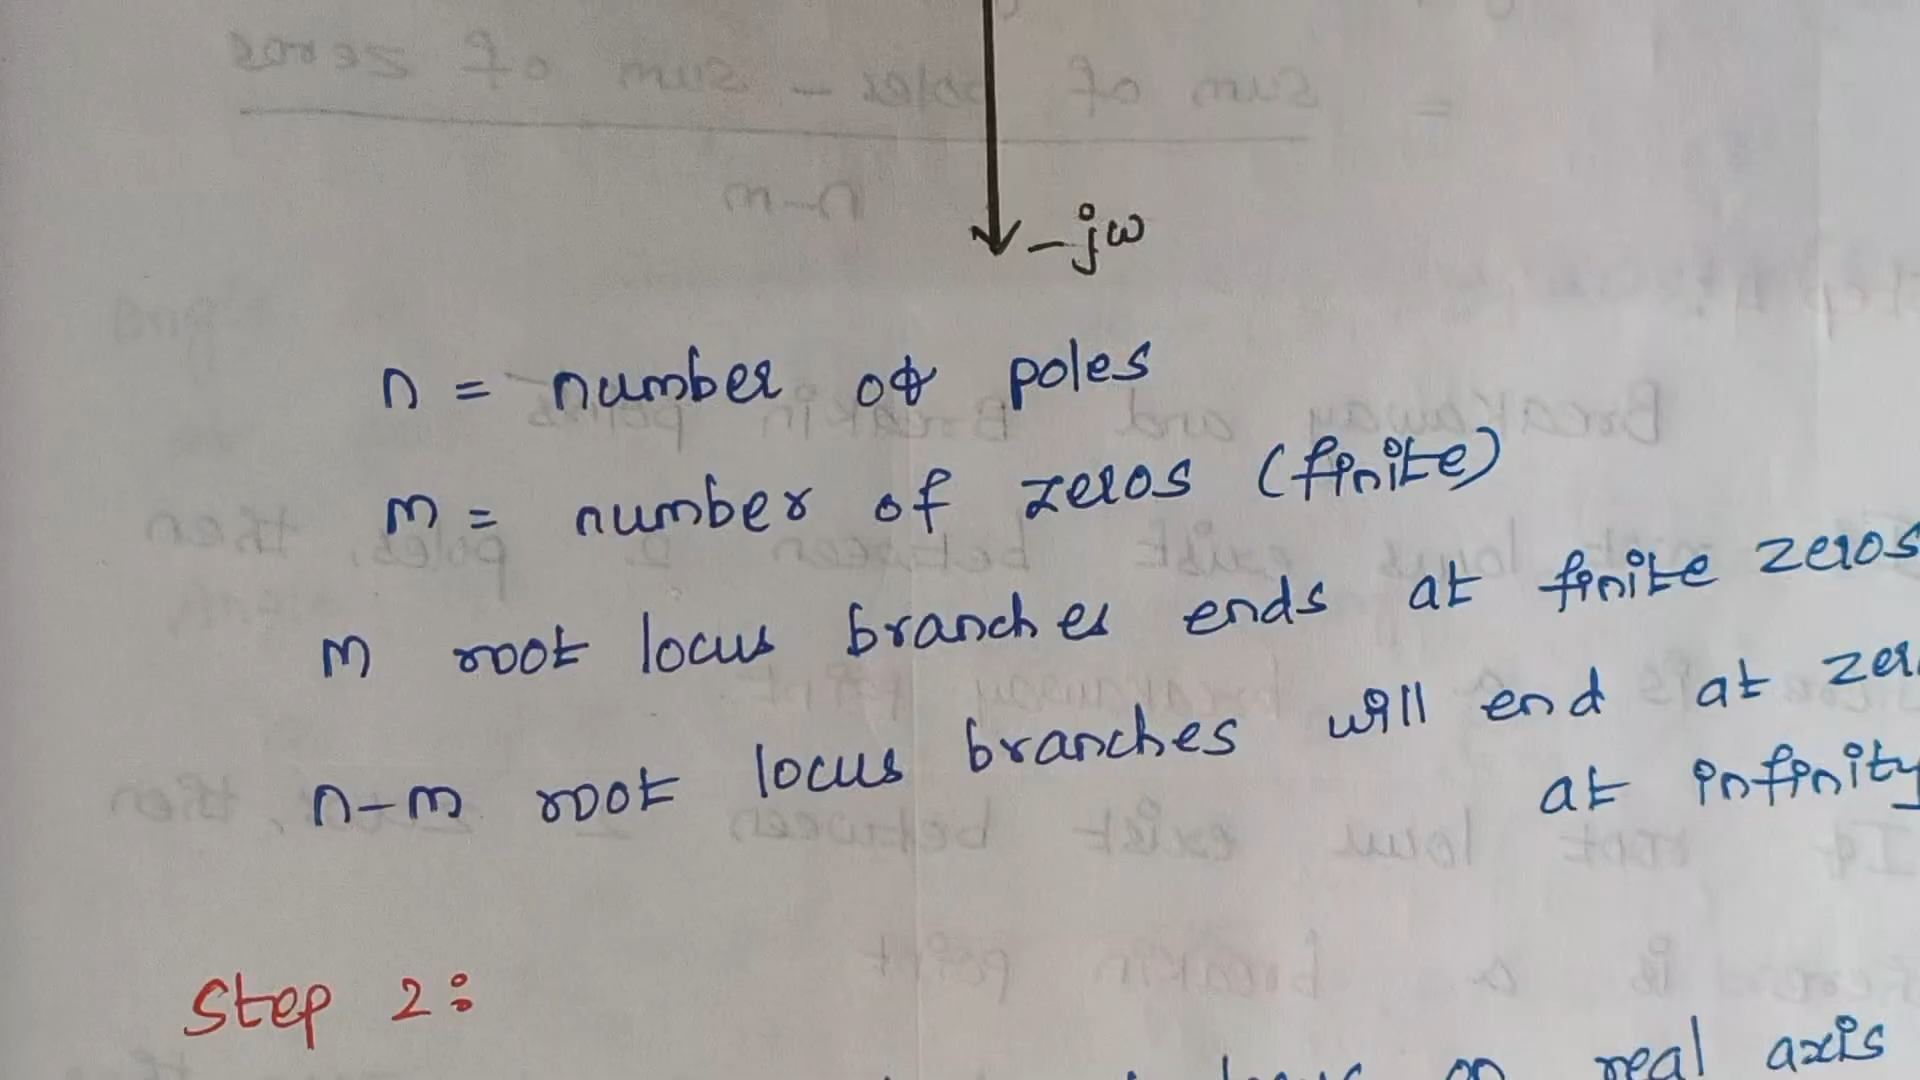 -jω
n = number of poles
m = number of zeros (finite)
m root locus branches ends at finite zeros
n-m root locus branches will end at
at infinity
Step 2:
on real axis